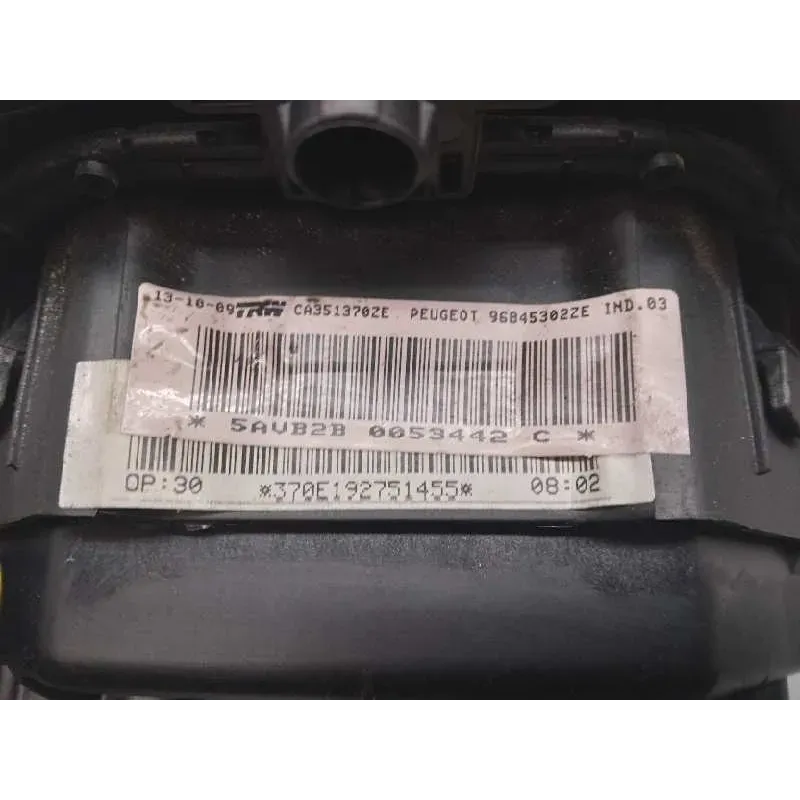 13-10-09 TRW CA351370ZE PEUGEOT 96845302ZE IND.03
* 5AVB2B 0053442 C *
OP:30 *370E192751455* 08:02